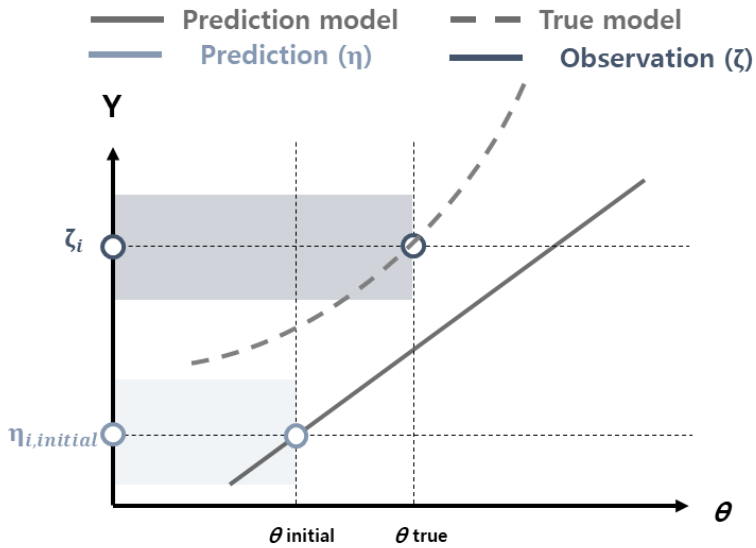 Prediction model
True model
Prediction (η)
Observation (ζ)
Y
ζᵢ
ηᵢ,ᵢₙᵢₜᵢₐₗ
θ
θ initial
θ true